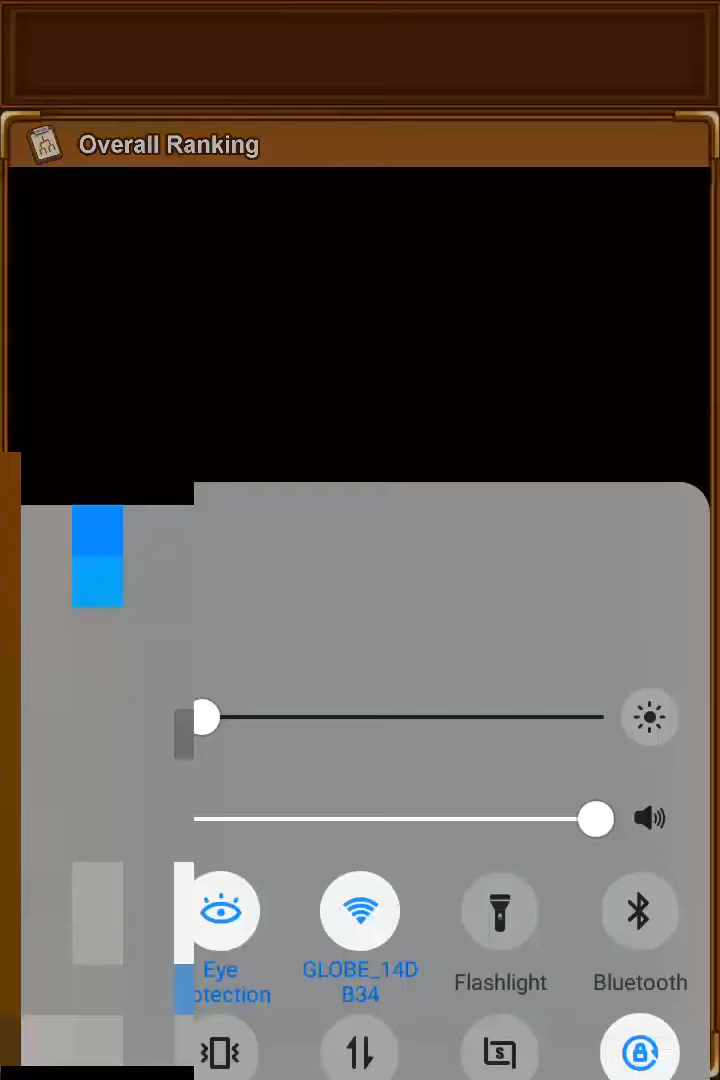 Overall Ranking
Eye
otection
GLOBE_14D
B34
Flashlight
Bluetooth